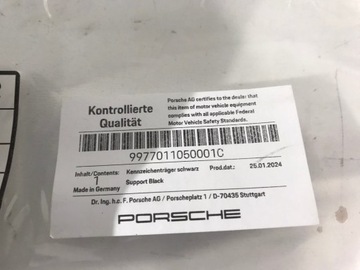 Kontrollierte
Qualität
Porsche AG certifies to the dealer that
this item of motor vehicle equipment
complies with all applicable Federal
Motor Vehicle Safety Standards.
9977011050001C
Inhalt/Contents: Kennzeichenträger schwarz Prod.dat.: 25.01.2024
1 Support Black
Made in Germany
Dr. Ing. h.c. F. Porsche AG / Porscheplatz 1 / D-70435 Stuttgart
PORSCHE